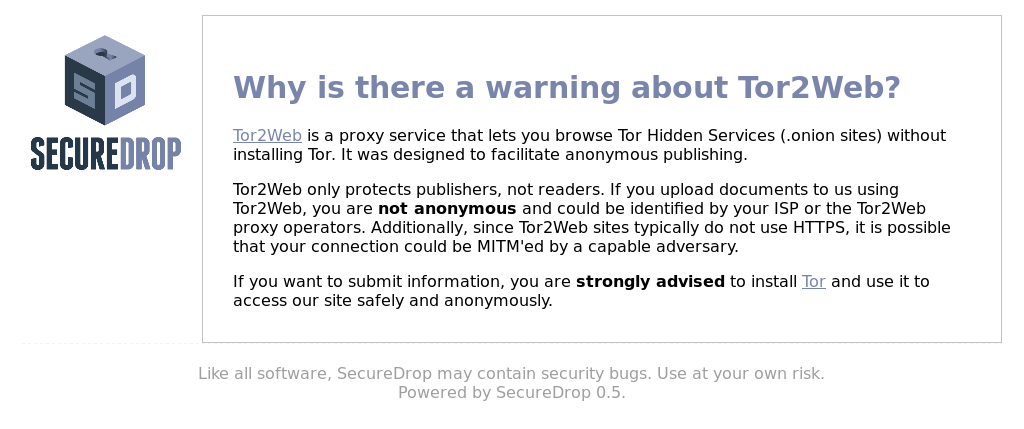 SD
SECUREDROP
Why is there a warning about Tor2Web?
Tor2Web is a proxy service that lets you browse Tor Hidden Services (.onion sites) without
installing Tor. It was designed to facilitate anonymous publishing.
Tor2Web only protects publishers, not readers. If you upload documents to us using
Tor2Web, you are not anonymous and could be identified by your ISP or the Tor2Web
proxy operators. Additionally, since Tor2Web sites typically do not use HTTPS, it is possible
that your connection could be MITM'ed by a capable adversary.
If you want to submit information, you are strongly advised to install Tor and use it to
access our site safely and anonymously.
Like all software, SecureDrop may contain security bugs. Use at your own risk.
Powered by SecureDrop 0.5.